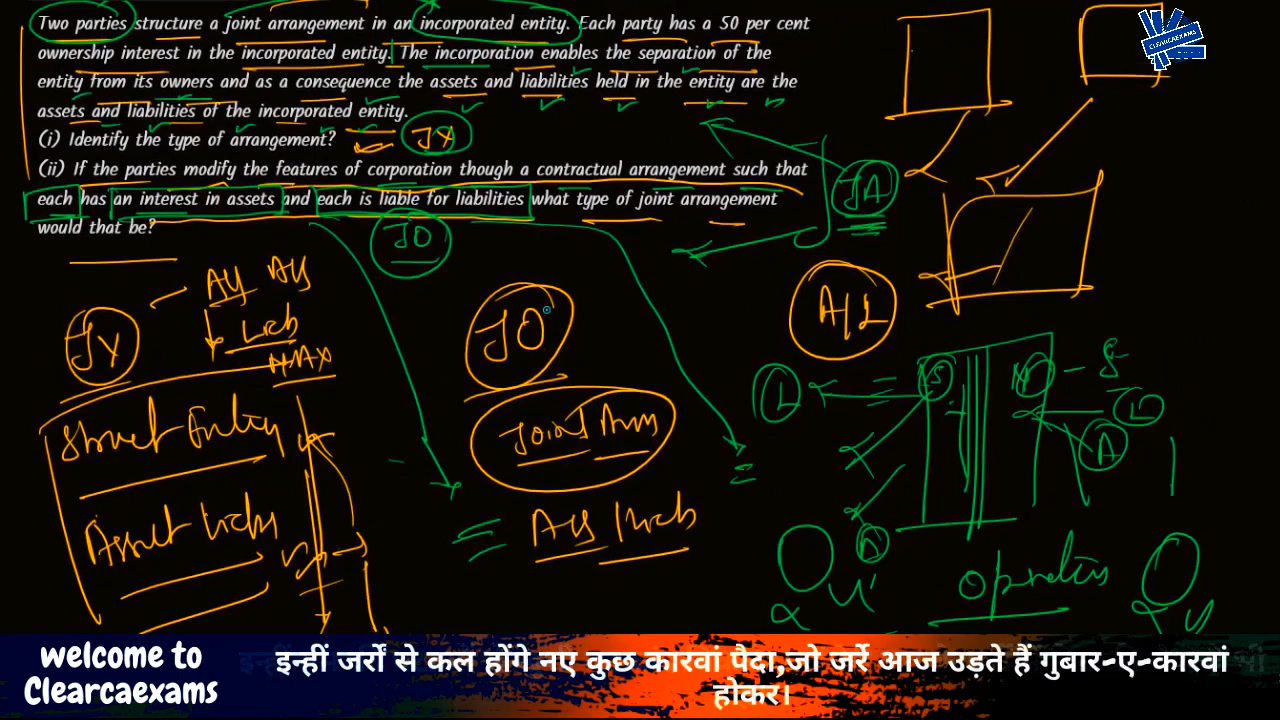 Two parties structure a joint arrangement in an incorporated entity. Each party has a 50 per cent
ownership interest in the incorporated entity. The incorporation enables the separation of the
entity from its owners and as a consequence the assets and liabilities held in the entity are the
assets and liabilities of the incorporated entity.
(i) Identify the type of arrangement?
(ii) If the parties modify the features of corporation though a contractual arrangement such that
each has an interest in assets and each is liable for liabilities what type of joint arrangement
would that be?
CLEARCAEXAMS
JV
JA
JO
JV
JO
A/L
Joint Arrn
L
L
A
welcome to
Clearcaexams
इन्हीं जर्रों से कल होंगे नए कुछ कारवां पैदा,जो जर्रे आज उड़ते हैं गुबार-ए-कारवां
होकर।